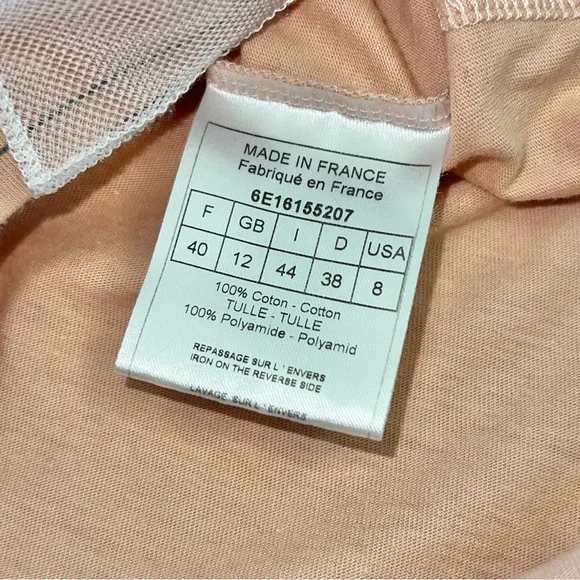 MADE IN FRANCE
Fabriqué en France
6E16155207
F GB I D USA
40 12 44 38 8
100% Coton - Cotton
TULLE - TULLE
100% Polyamide - Polyamid
REPASSAGE SUR L ' ENVERS
IRON ON THE REVERSE SIDE
LAVAGE SUR L ' ENVERS